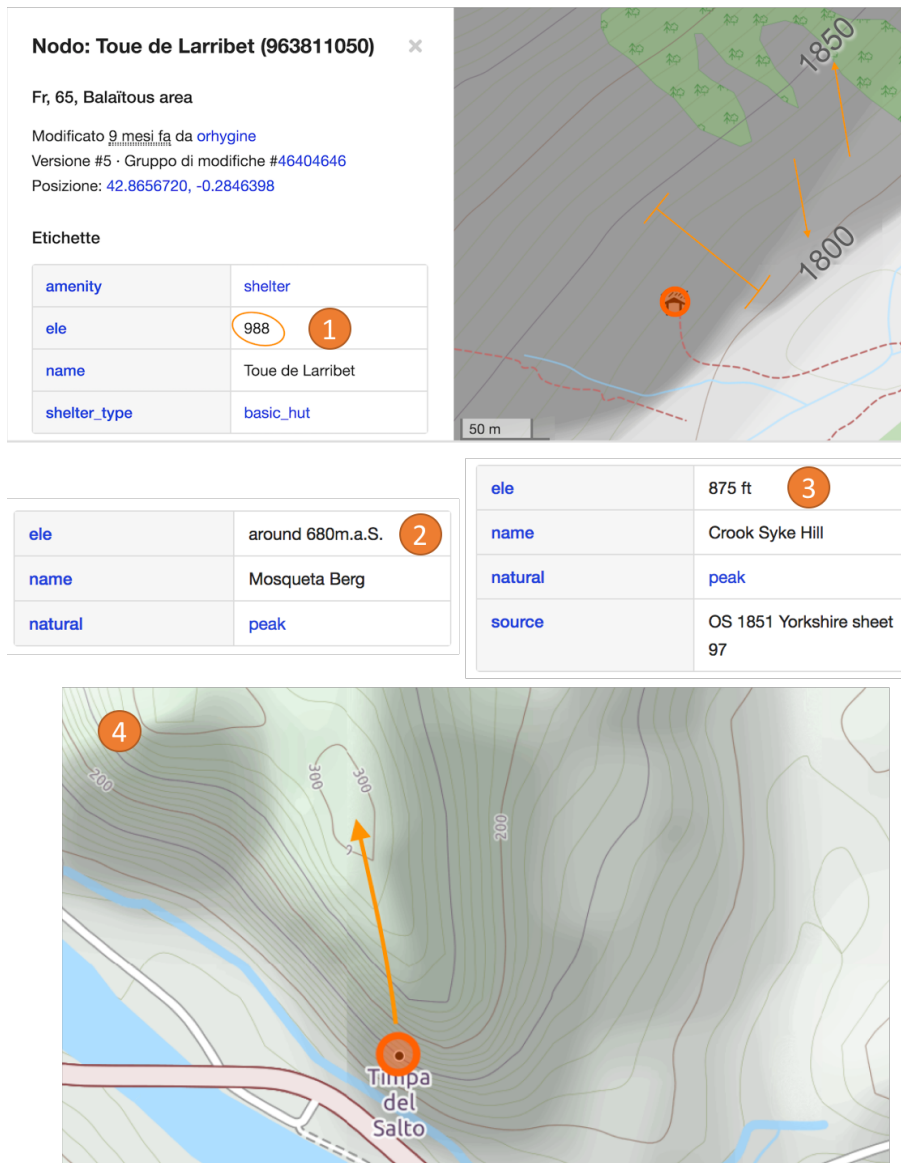 Nodo: Toue de Larribet (963811050) ×
Fr, 65, Balaïtous area
Modificato 9 mesi fa da orhygine
Versione #5 · Gruppo di modifiche #46404646
Posizione: 42.8656720, -0.2846398
Etichette
amenity shelter
ele 988 1
name Toue de Larribet
shelter_type basic_hut
1850
1800
50 m
ele around 680m.a.S. 2
name Mosqueta Berg
natural peak
ele 875 ft 3
name Crook Syke Hill
natural peak
source OS 1851 Yorkshire sheet
97
4
200
300
300
200
Timpa
del
Salto